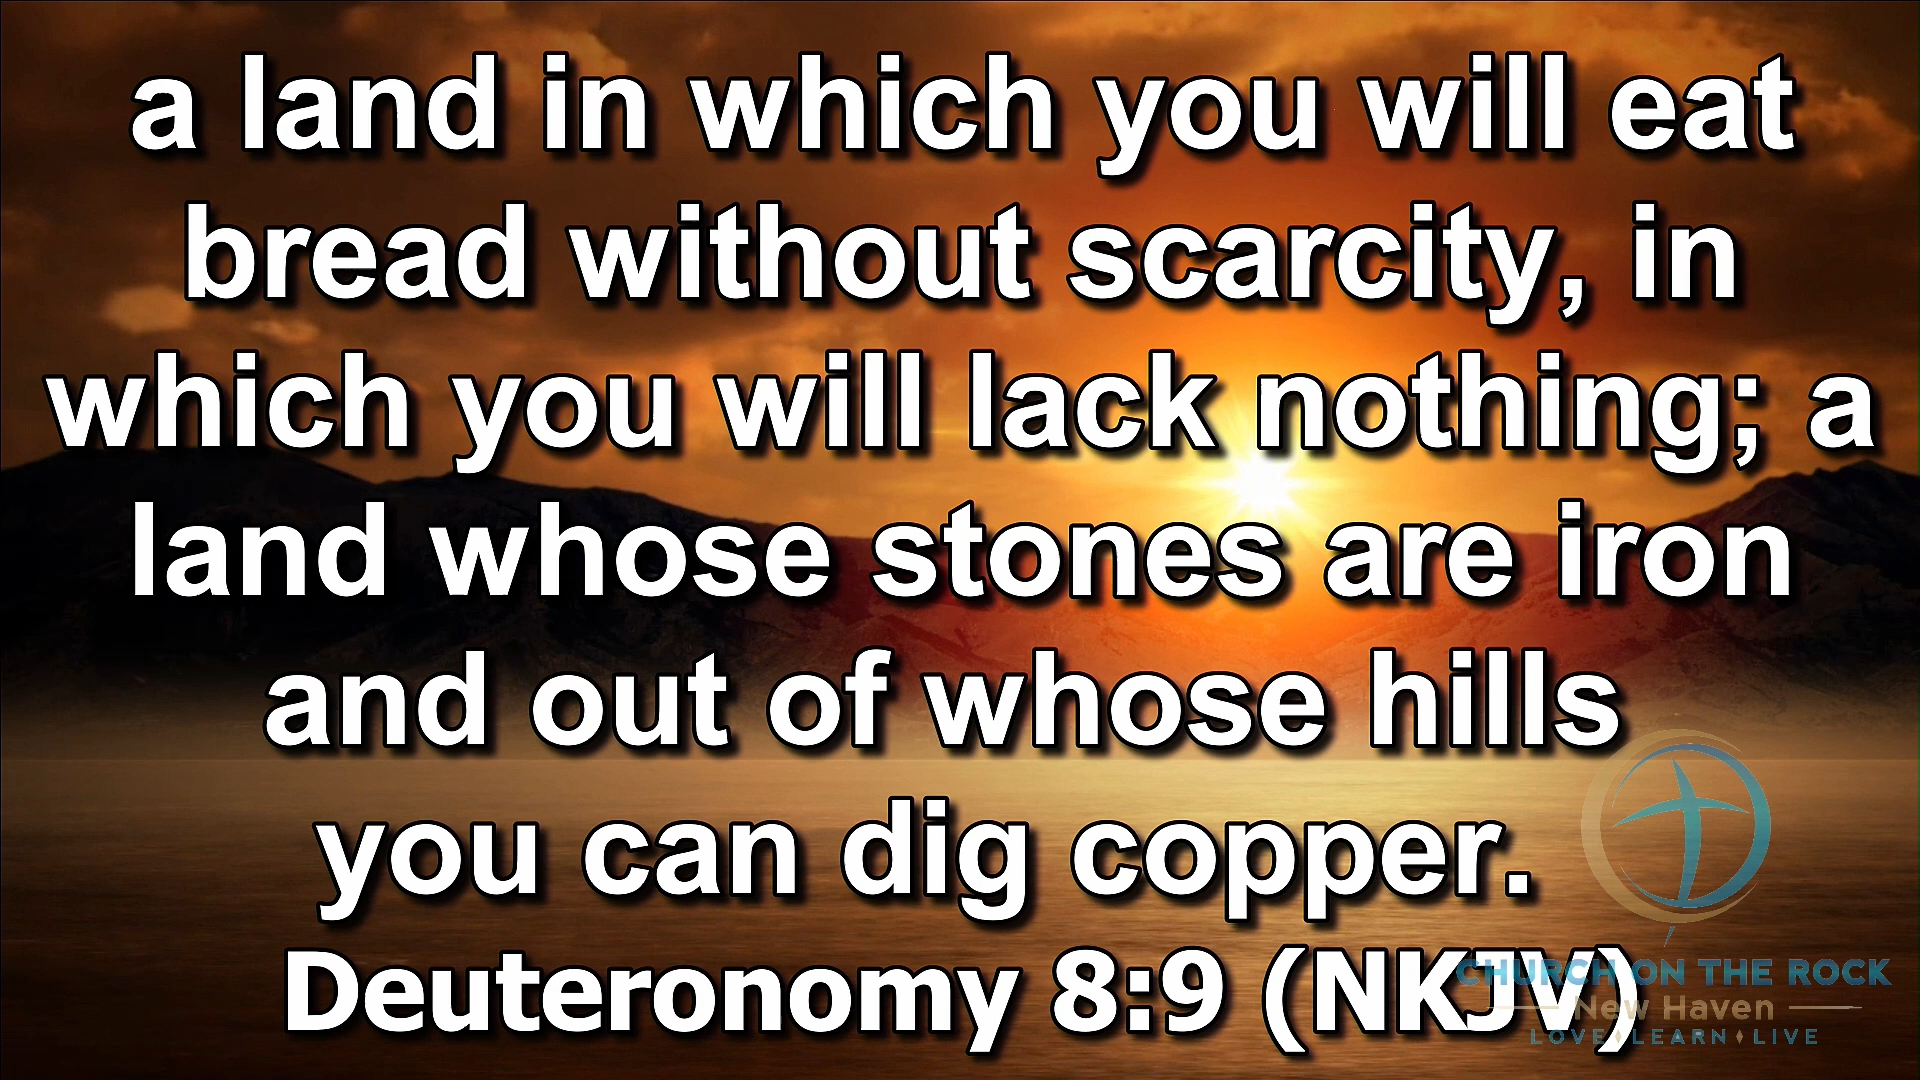 a land in which you will eat
bread without scarcity, in
which you will lack nothing; a
land whose stones are iron
and out of whose hills
you can dig copper.
Deuteronomy 8:9 (NKJV)
CHURCH ON THE ROCK
New Haven
LOVE LEARN LIVE